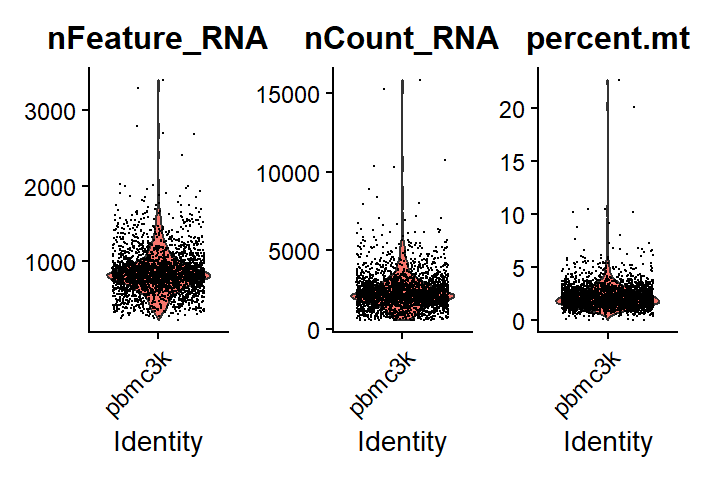 nFeature_RNA
3000
2000
1000
pbmc3k
Identity
nCount_RNA
15000
10000
5000
0
pbmc3k
Identity
percent.mt
20
15
10
5
0
pbmc3k
Identity